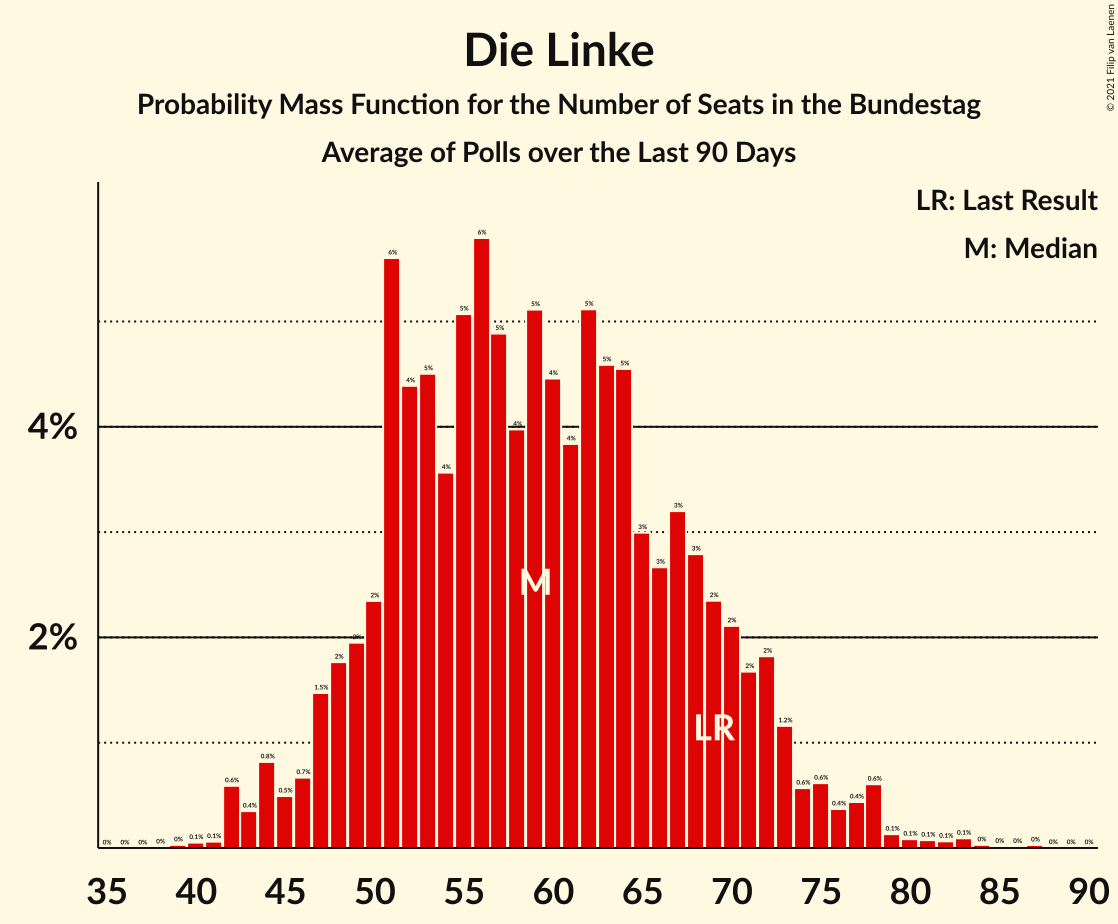 Die Linke
Probability Mass Function for the Number of Seats in the Bundestag
Average of Polls over the Last 90 Days
© 2021 Filip van Laenen
LR: Last Result
M: Median
4%
2%
0% 0% 0% 0% 0% 0.1% 0.1% 0.6% 0.4% 0.8% 0.5% 0.7% 1.5% 2% 2% 2% 6% 4% 5% 4% 5% 6% 5% 4% 5% 4% 4% 5% 5% 5% 3% 3% 3% 3% 2% 2% 2% 2% 1.2% 0.6% 0.6% 0.4% 0.4% 0.6% 0.1% 0.1% 0.1% 0.1% 0.1% 0% 0% 0% 0% 0% 0% 0%
M
LR
35 40 45 50 55 60 65 70 75 80 85 90